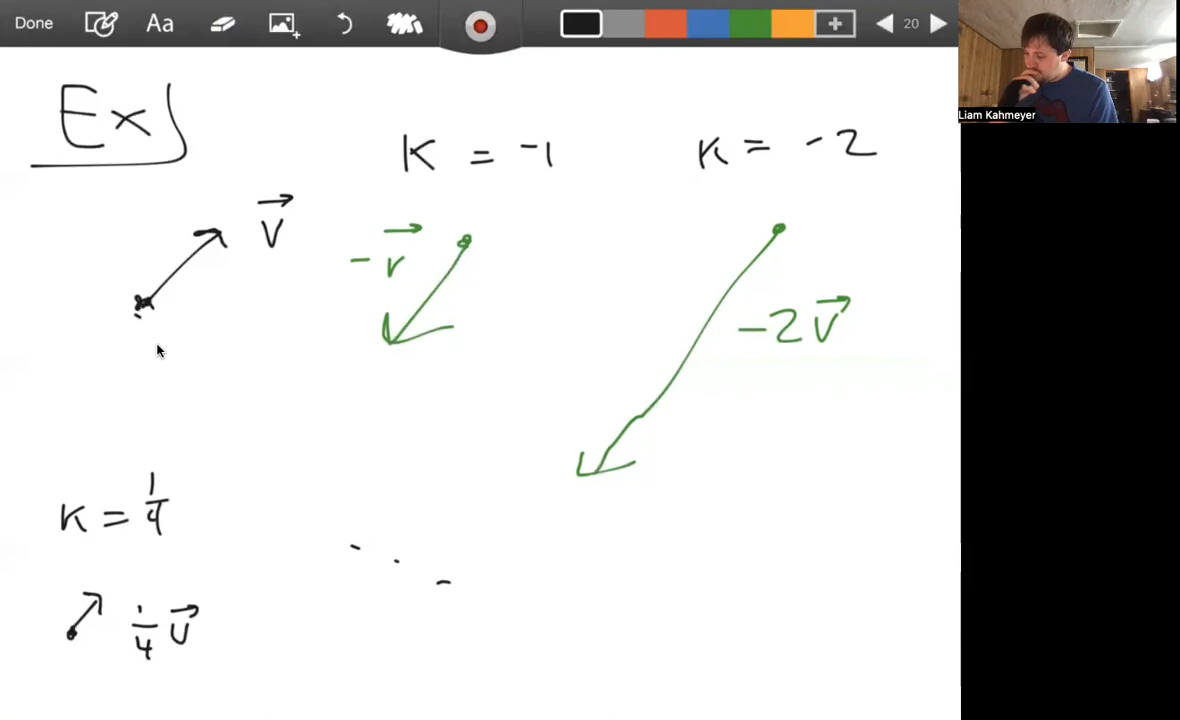 Done Aa 20
Liam Kahmeyer
Ex
K = -1
K = -2
v⃗
-v⃗
-2v⃗
K = 1/4
1/4 v⃗